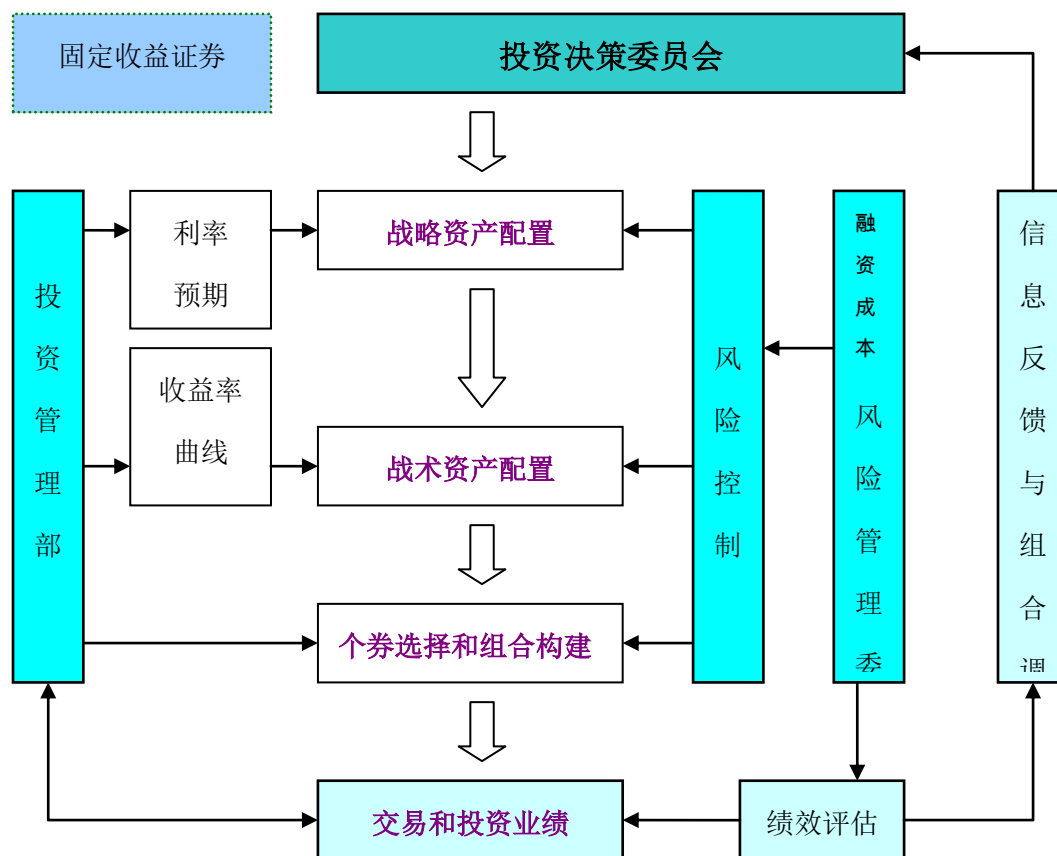 固定收益证券
投资决策委员会
利率
预期
战略资产配置
收益率
曲线
战术资产配置
个券选择和组合构建
交易和投资业绩
绩效评估
投
资
管
理
部
风
险
控
制
融
资
成
本
风
险
管
理
委
信
息
反
馈
与
组
合
调